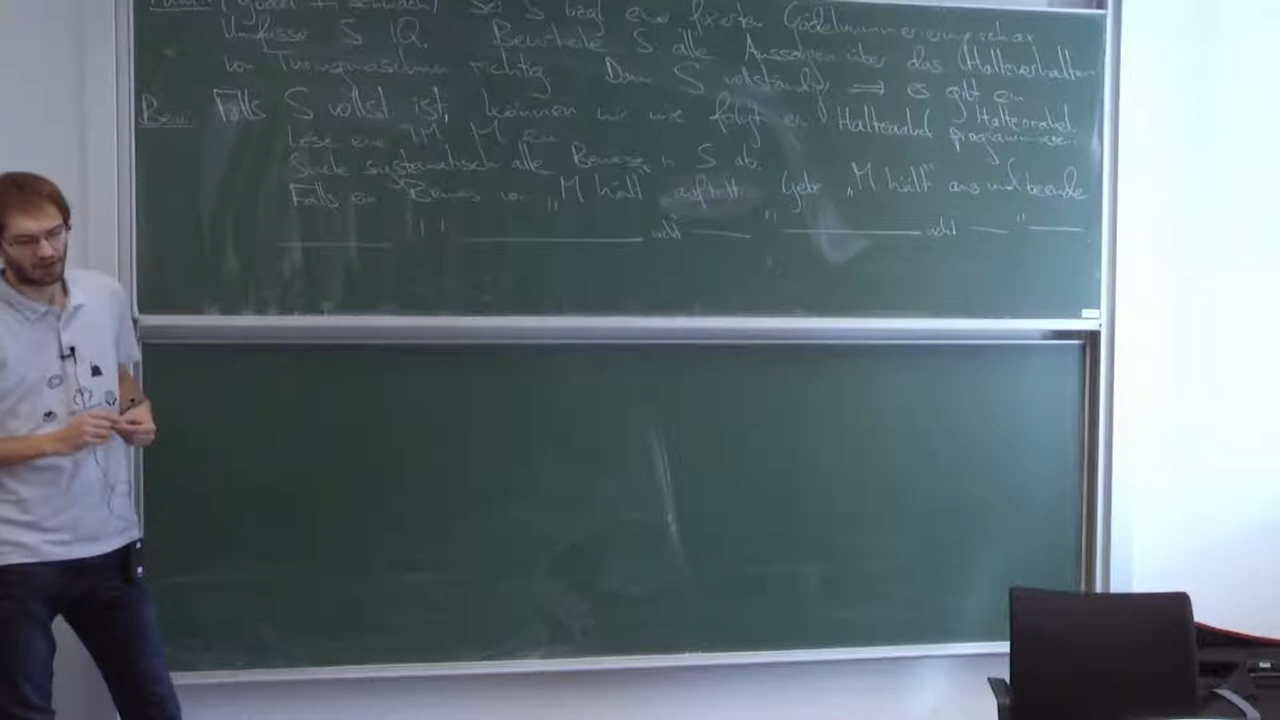 Sei S bzgl. einer fixierten Gödelnummerierung
Umfasse S IQ. Beurteile S alle Aussagen über das Halteverhalten
von Turingmaschinen richtig. Dann S vollständig ⟹ es gibt ein Halteorakel.
Bew.: Falls S vollst. ist, können wir wie folgt ein Halteorakel programmieren:
Lese eine TM M ein.
Suche systematisch alle Beweise in S ab.
Falls ein Beweis von „M hält" auftritt: Gebe „M hält" aus und beende
—— " —— nicht —— " —— nicht —— " ——